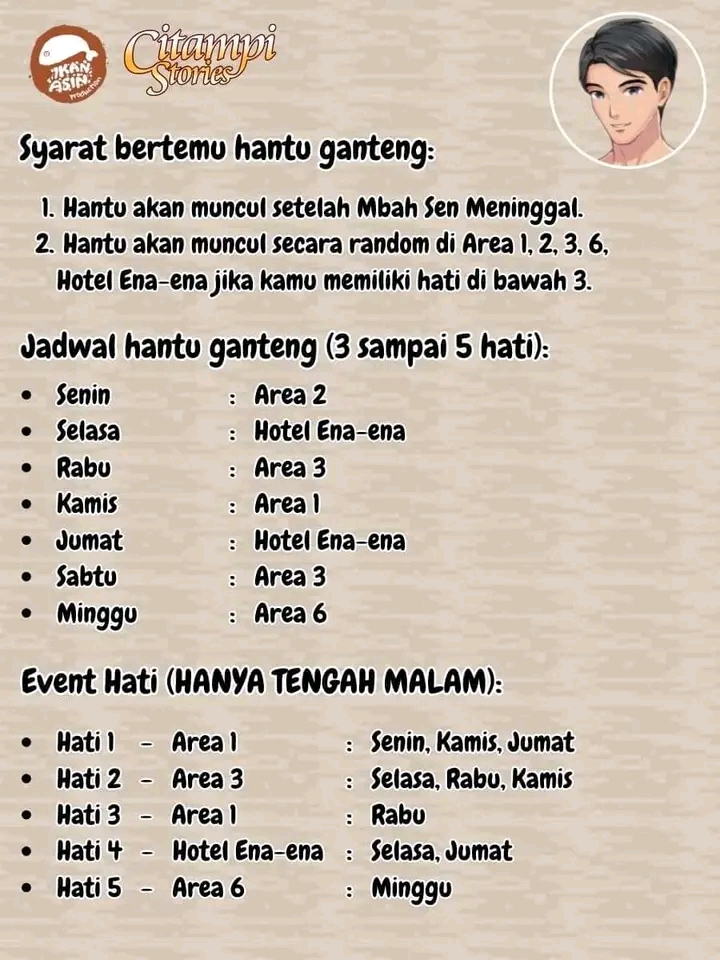 IKAN
ASIN
Production
Citampi
Stories
Syarat bertemu hantu ganteng:
1. Hantu akan muncul setelah Mbah Sen Meninggal.
2. Hantu akan muncul secara random di Area 1, 2, 3, 6,
Hotel Ena-ena jika kamu memiliki hati di bawah 3.
Jadwal hantu ganteng (3 sampai 5 hati):
• Senin : Area 2
• Selasa : Hotel Ena-ena
• Rabu : Area 3
• Kamis : Area 1
• Jumat : Hotel Ena-ena
• Sabtu : Area 3
• Minggu : Area 6
Event Hati (HANYA TENGAH MALAM):
• Hati 1 - Area 1 : Senin, Kamis, Jumat
• Hati 2 - Area 3 : Selasa, Rabu, Kamis
• Hati 3 - Area 1 : Rabu
• Hati 4 - Hotel Ena-ena : Selasa, Jumat
• Hati 5 - Area 6 : Minggu